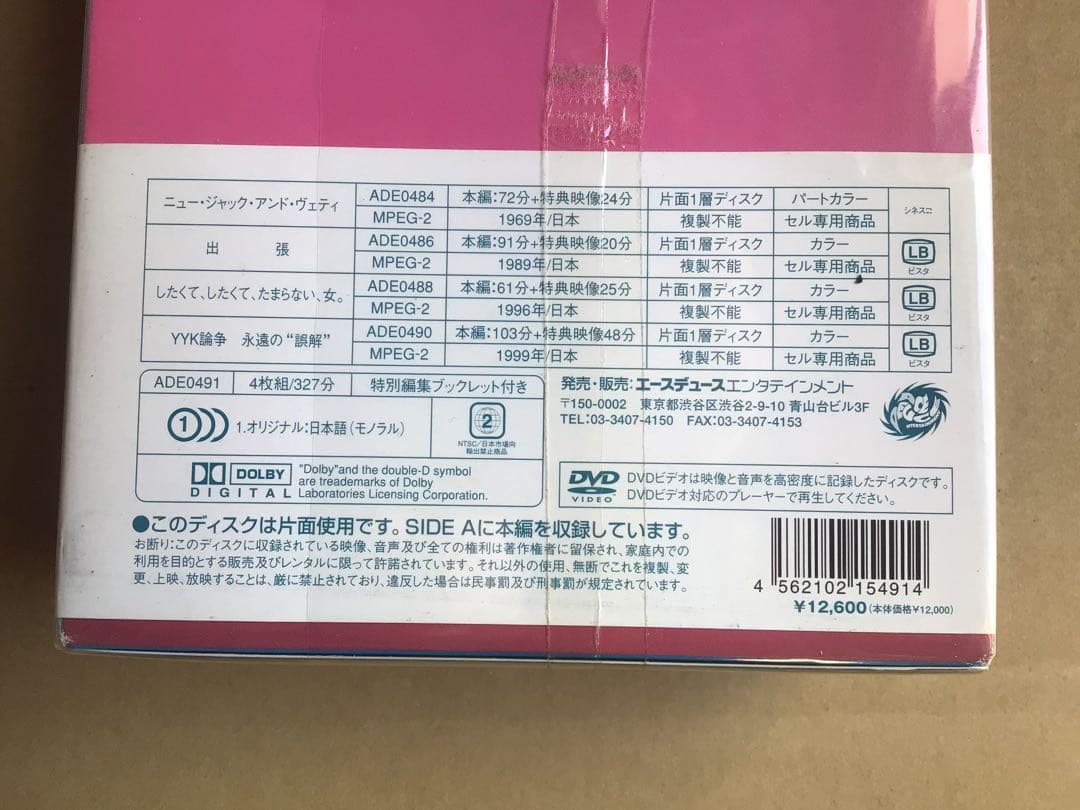 ニュー・ジャック・アンド・ヴェティ ADE0484 本編:72分+特典映像24分 片面1層ディスク パートカラー シネスコ
MPEG-2 1969年/日本 複製不能 セル専用商品
出 張 ADE0486 本編:91分+特典映像20分 片面1層ディスク カラー LB ビスタ
MPEG-2 1989年/日本 複製不能 セル専用商品
したくて、したくて、たまらない、女。 ADE0488 本編:61分+特典映像25分 片面1層ディスク カラー LB ビスタ
MPEG-2 1996年/日本 複製不能 セル専用商品
YYK論争 永遠の“誤解” ADE0490 本編:103分+特典映像48分 片面1層ディスク カラー LB ビスタ
MPEG-2 1999年/日本 複製不能 セル専用商品
ADE0491 4枚組/327分 特別編集ブックレット付き
1 1.オリジナル:日本語(モノラル)
2
NTSC/日本市場向
輸出禁止商品
DOLBY
DIGITAL
"Dolby"and the double-D symbol
are trademarks of Dolby
Laboratories Licensing Corporation.
発売・販売:エースデュースエンタテインメント
〒150-0002 東京都渋谷区渋谷2-9-10 青山台ビル3F
TEL:03-3407-4150 FAX:03-3407-4153
DVD
VIDEO
DVDビデオは映像と音声を高密度に記録したディスクです。
DVDビデオ対応のプレーヤーで再生してください。
●このディスクは片面使用です。SIDE Aに本編を収録しています。
お断り:このディスクに収録されている映像、音声及び全ての権利は著作権者に留保され、家庭内での
利用を目的とする販売及びレンタルに限って許諾されています。それ以外の使用、無断でこれを複製、変
更、上映、放映することは、厳に禁止されており、違反した場合は民事罰及び刑事罰が規定されています。
4 562102 154914
¥12,600(本体価格¥12,000)